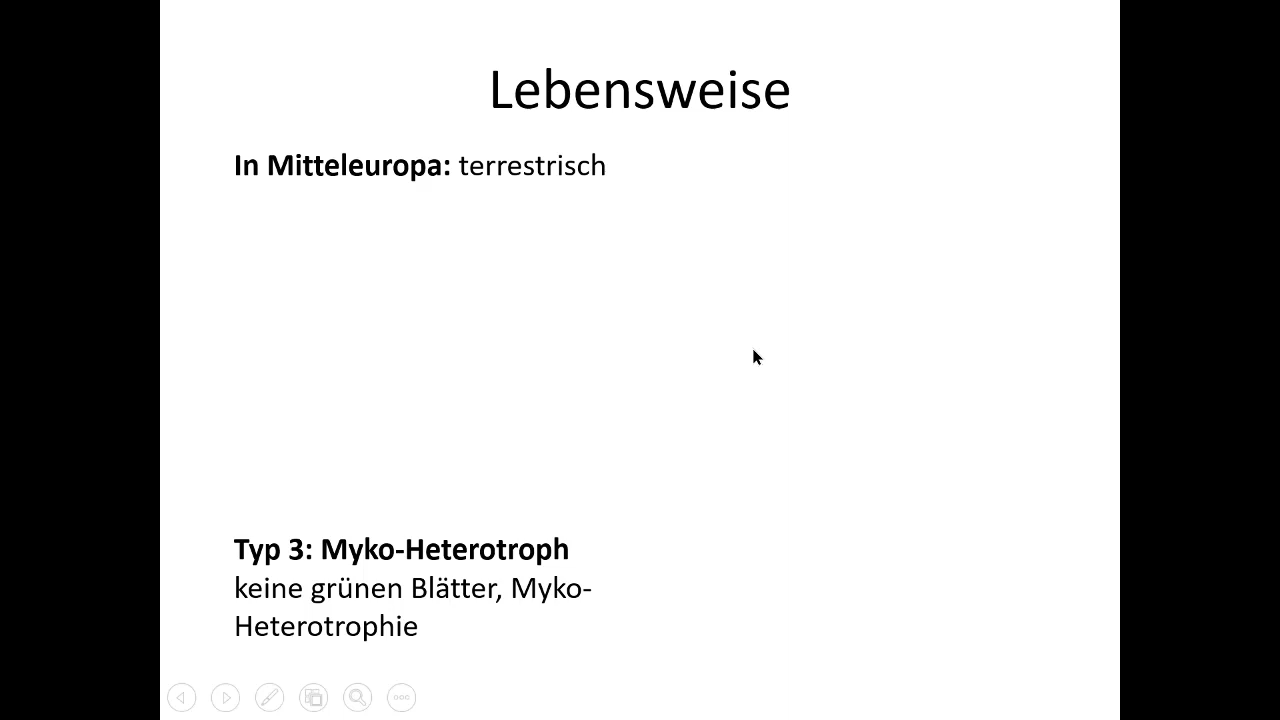 Lebensweise
In Mitteleuropa: terrestrisch
Typ 3: Myko-Heterotroph
keine grünen Blätter, Myko-
Heterotrophie